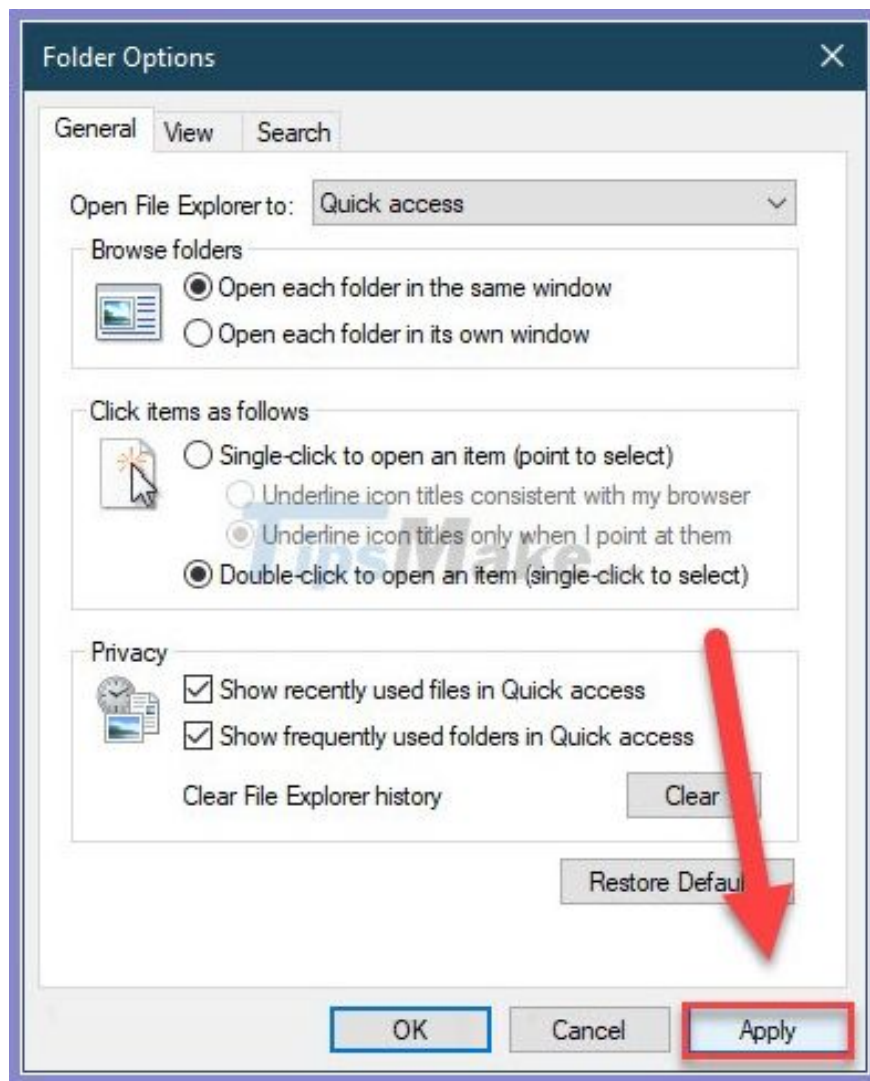 Folder Options
General View Search
Open File Explorer to: Quick access
Browse folders
Open each folder in the same window
Open each folder in its own window
Click items as follows
Single-click to open an item (point to select)
Underline icon titles consistent with my browser
Underline icon titles only when I point at them
TipsMake
Double-click to open an item (single-click to select)
Privacy
Show recently used files in Quick access
Show frequently used folders in Quick access
Clear File Explorer history Clear
Restore Defau
OK Cancel Apply